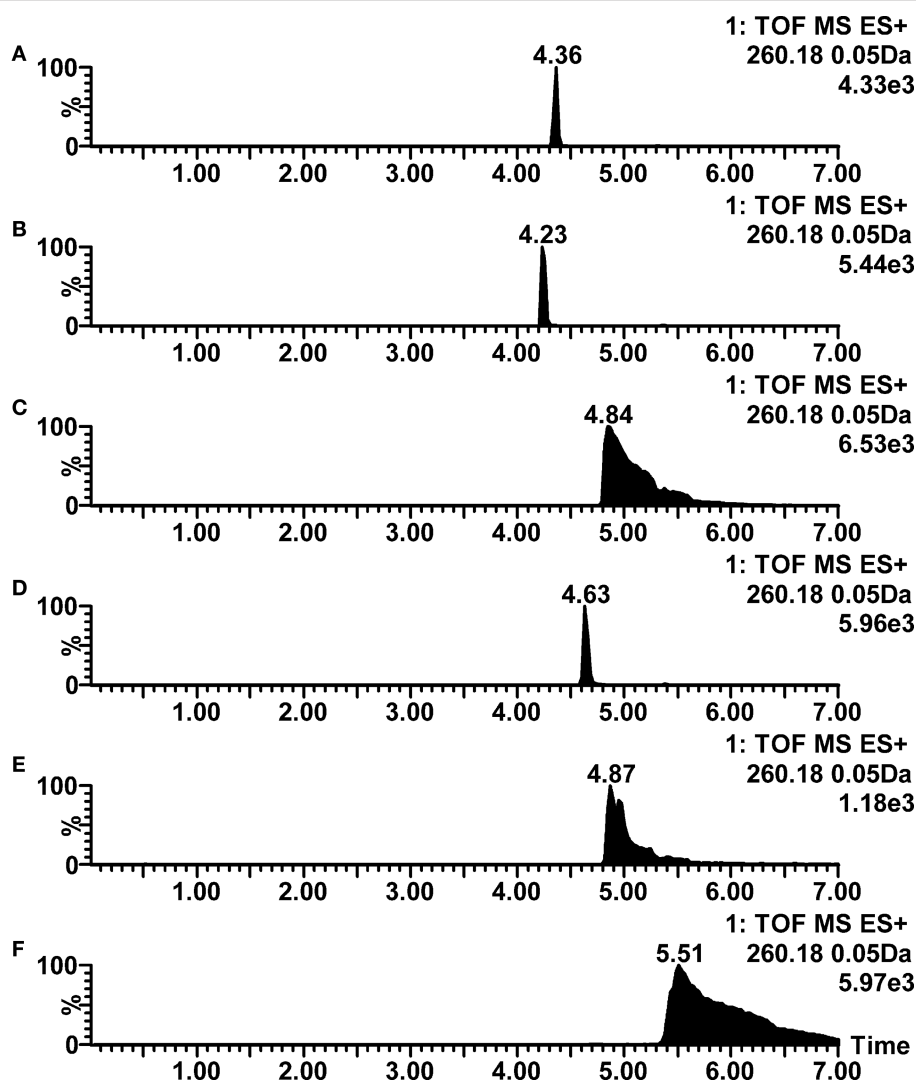 1: TOF MS ES+
A
4.36
260.18 0.05Da
100
4.33e3
%
0
1.00 2.00 3.00 4.00 5.00 6.00 7.00
1: TOF MS ES+
B
4.23
260.18 0.05Da
100
5.44e3
%
0
1.00 2.00 3.00 4.00 5.00 6.00 7.00
1: TOF MS ES+
C
4.84
260.18 0.05Da
100
6.53e3
%
0
1.00 2.00 3.00 4.00 5.00 6.00 7.00
1: TOF MS ES+
D
4.63
260.18 0.05Da
100
5.96e3
%
0
1.00 2.00 3.00 4.00 5.00 6.00 7.00
1: TOF MS ES+
E
4.87
260.18 0.05Da
100
1.18e3
%
0
1.00 2.00 3.00 4.00 5.00 6.00 7.00
1: TOF MS ES+
F
5.51
260.18 0.05Da
100
5.97e3
%
0
Time
1.00 2.00 3.00 4.00 5.00 6.00 7.00